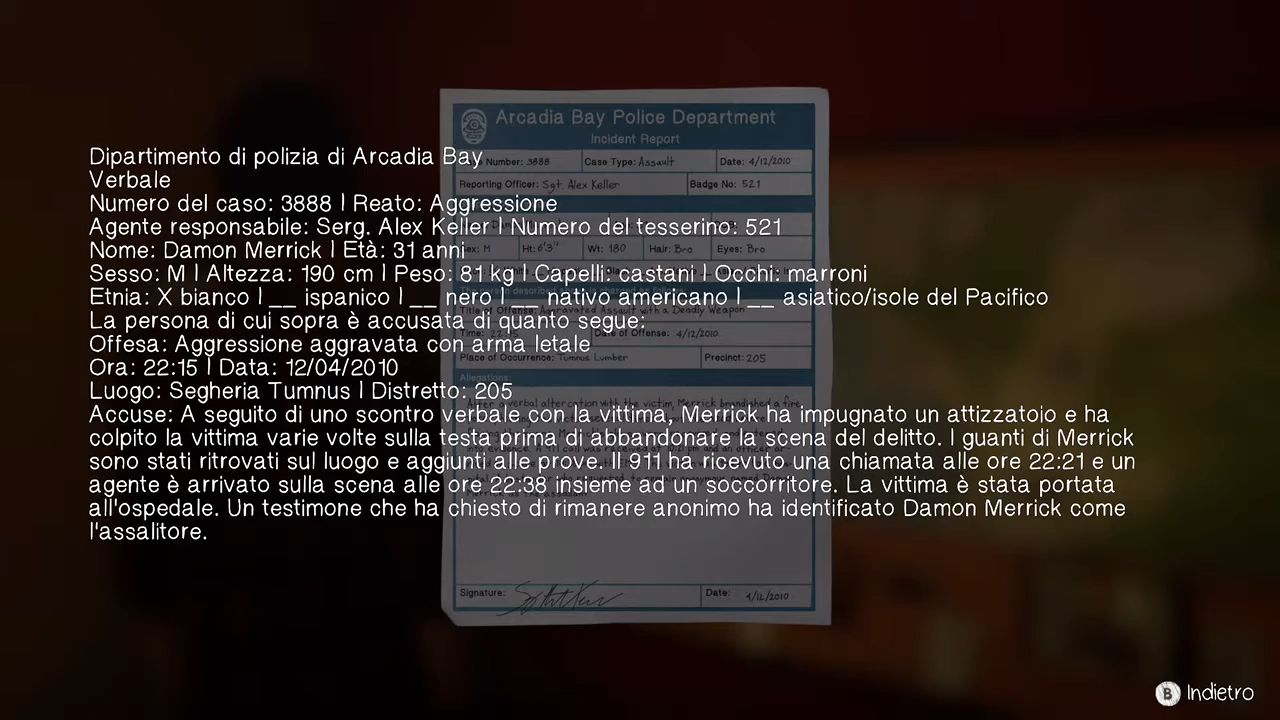 Arcadia Bay Police Department
Incident Report
Number: 3888 Case Type: Assault Date: 4/12/2010
Reporting Officer: Sgt. Alex Keller Badge No: 521
Dipartimento di polizia di Arcadia Bay
Verbale
Numero del caso: 3888 | Reato: Aggressione
Agente responsabile: Serg. Alex Keller | Numero del tesserino: 521
Nome: Damon Merrick | Età: 31 anni
Sesso: M | Altezza: 190 cm | Peso: 81 kg | Capelli: castani | Occhi: marroni
Etnia: X bianco | __ ispanico | __ nero | __ nativo americano | __ asiatico/isole del Pacifico
La persona di cui sopra è accusata di quanto segue:
Offesa: Aggressione aggravata con arma letale
Ora: 22:15 | Data: 12/04/2010
Luogo: Segheria Tumnus | Distretto: 205
Accuse: A seguito di uno scontro verbale con la vittima, Merrick ha impugnato un attizzatoio e ha
colpito la vittima varie volte sulla testa prima di abbandonare la scena del delitto. I guanti di Merrick
sono stati ritrovati sul luogo e aggiunti alle prove. Il 911 ha ricevuto una chiamata alle ore 22:21 e un
agente è arrivato sulla scena alle ore 22:38 insieme ad un soccorritore. La vittima è stata portata
all'ospedale. Un testimone che ha chiesto di rimanere anonimo ha identificato Damon Merrick come
l'assalitore.
Sex: M Ht: 6'3" Wt: 180 Hair: Bro Eyes: Bro
Title of Offense: Aggravated Assault with a Deadly Weapon
Time: Date of Offense: 4/12/2010
Place of Occurrence: Tumnus Lumber Precinct: 205
Allegations:
Signature: Date: 4/12/2010
B Indietro